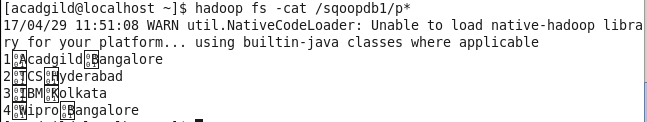 [acadgild@localhost ~]$ hadoop fs -cat /sqoopdb1/p*
17/04/29 11:51:08 WARN util.NativeCodeLoader: Unable to load native-hadoop libra
ry for your platform... using builtin-java classes where applicable
1 Acadgild Bangalore
2 TCS Hyderabad
3 IBM Kolkata
4 Wipro Bangalore